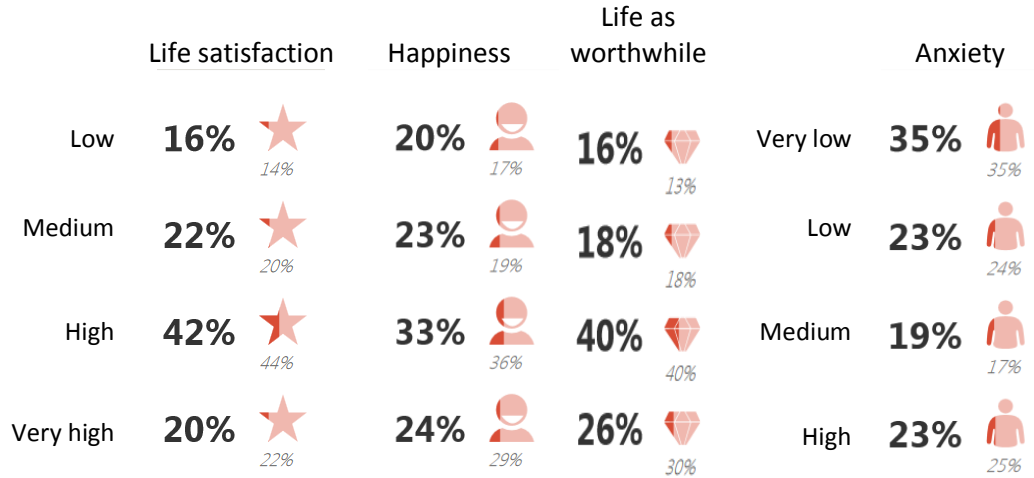 Life satisfaction
Happiness
Life as
worthwhile
Anxiety
Low 16% 20% 16% Very low 35%
14% 17% 13% 35%
Medium 22% 23% 18% Low 23%
20% 19% 18% 24%
High 42% 33% 40% Medium 19%
44% 36% 40% 17%
Very high 20% 24% 26% High 23%
22% 29% 30% 25%